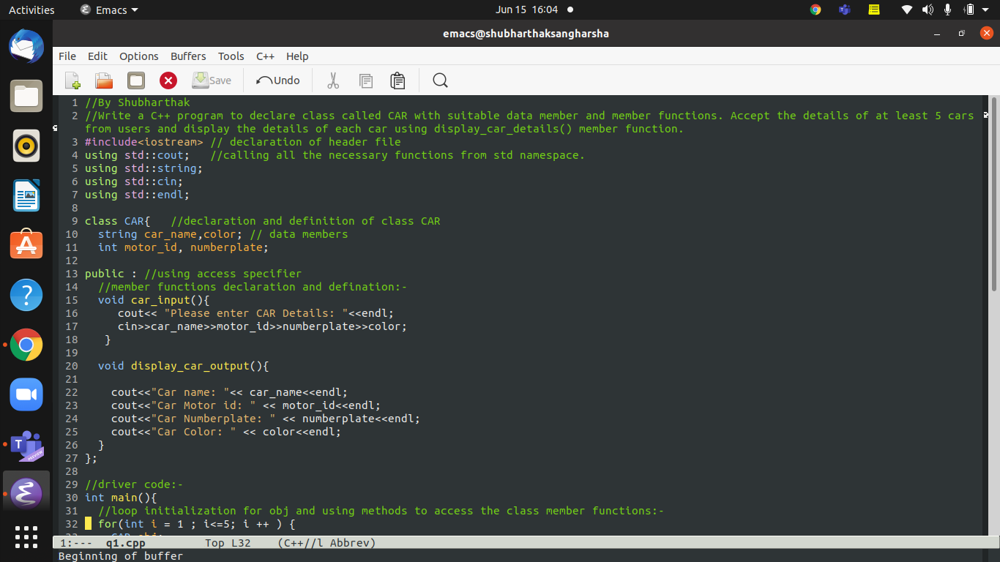 Activities Emacs Jun 15 16:04
emacs@shubharthaksangharsha
File Edit Options Buffers Tools C++ Help
Save Undo
1 //By Shubharthak
2 //Write a C++ program to declare class called CAR with suitable data member and member functions. Accept the details of at least 5 cars
from users and display the details of each car using display_car_details() member function.
3 #include<iostream> // declaration of header file
4 using std::cout;   //calling all the necessary functions from std namespace.
5 using std::string;
6 using std::cin;
7 using std::endl;
8
9 class CAR{   //declaration and definition of class CAR
10   string car_name,color; // data members
11   int motor_id, numberplate;
12
13 public : //using access specifier
14   //member functions declaration and defination:-
15   void car_input(){
16      cout<< "Please enter CAR Details: "<<endl;
17      cin>>car_name>>motor_id>>numberplate>>color;
18    }
19
20   void display_car_output(){
21
22     cout<<"Car name: "<< car_name<<endl;
23     cout<<"Car Motor id: " << motor_id<<endl;
24     cout<<"Car Numberplate: " << numberplate<<endl;
25     cout<<"Car Color: " << color<<endl;
26   }
27 };
28
29 //driver code:-
30 int main(){
31   //loop initialization for obj and using methods to access the class member functions:-
32   for(int i = 1 ; i<=5; i ++ ) {
1:---  q1.cpp         Top L32    (C++//l Abbrev)
Beginning of buffer
T
PREVIEW